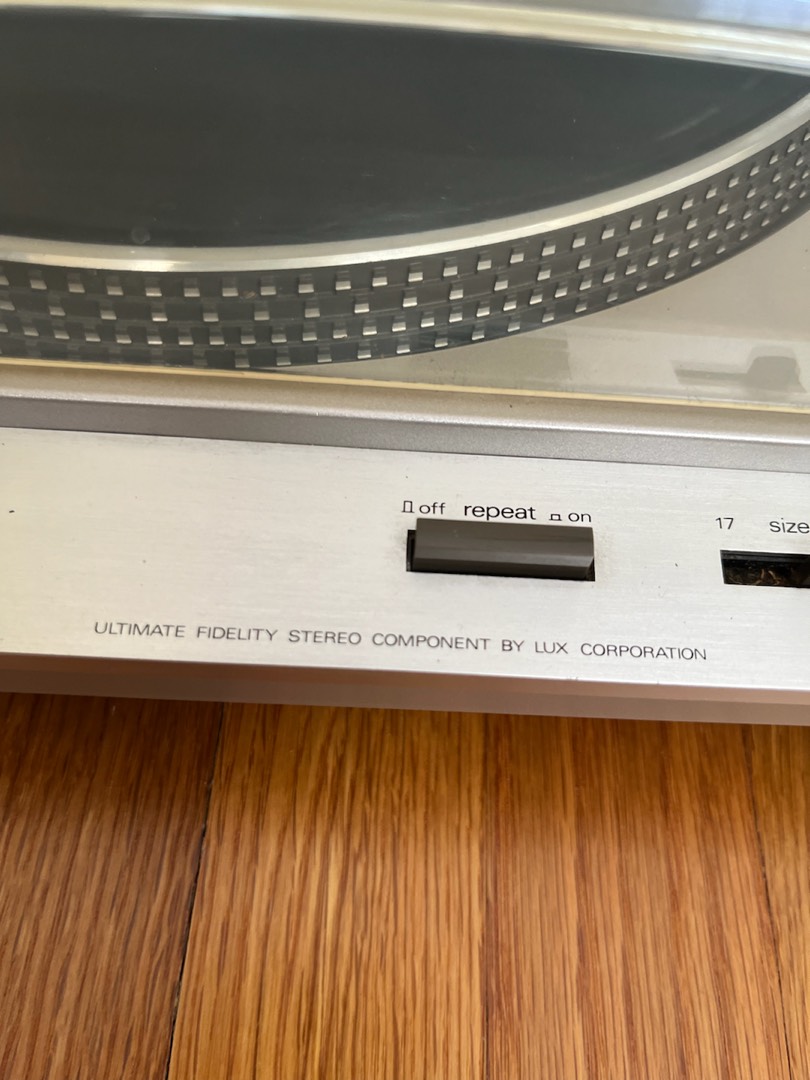 off repeat on
17 size
ULTIMATE FIDELITY STEREO COMPONENT BY LUX CORPORATION